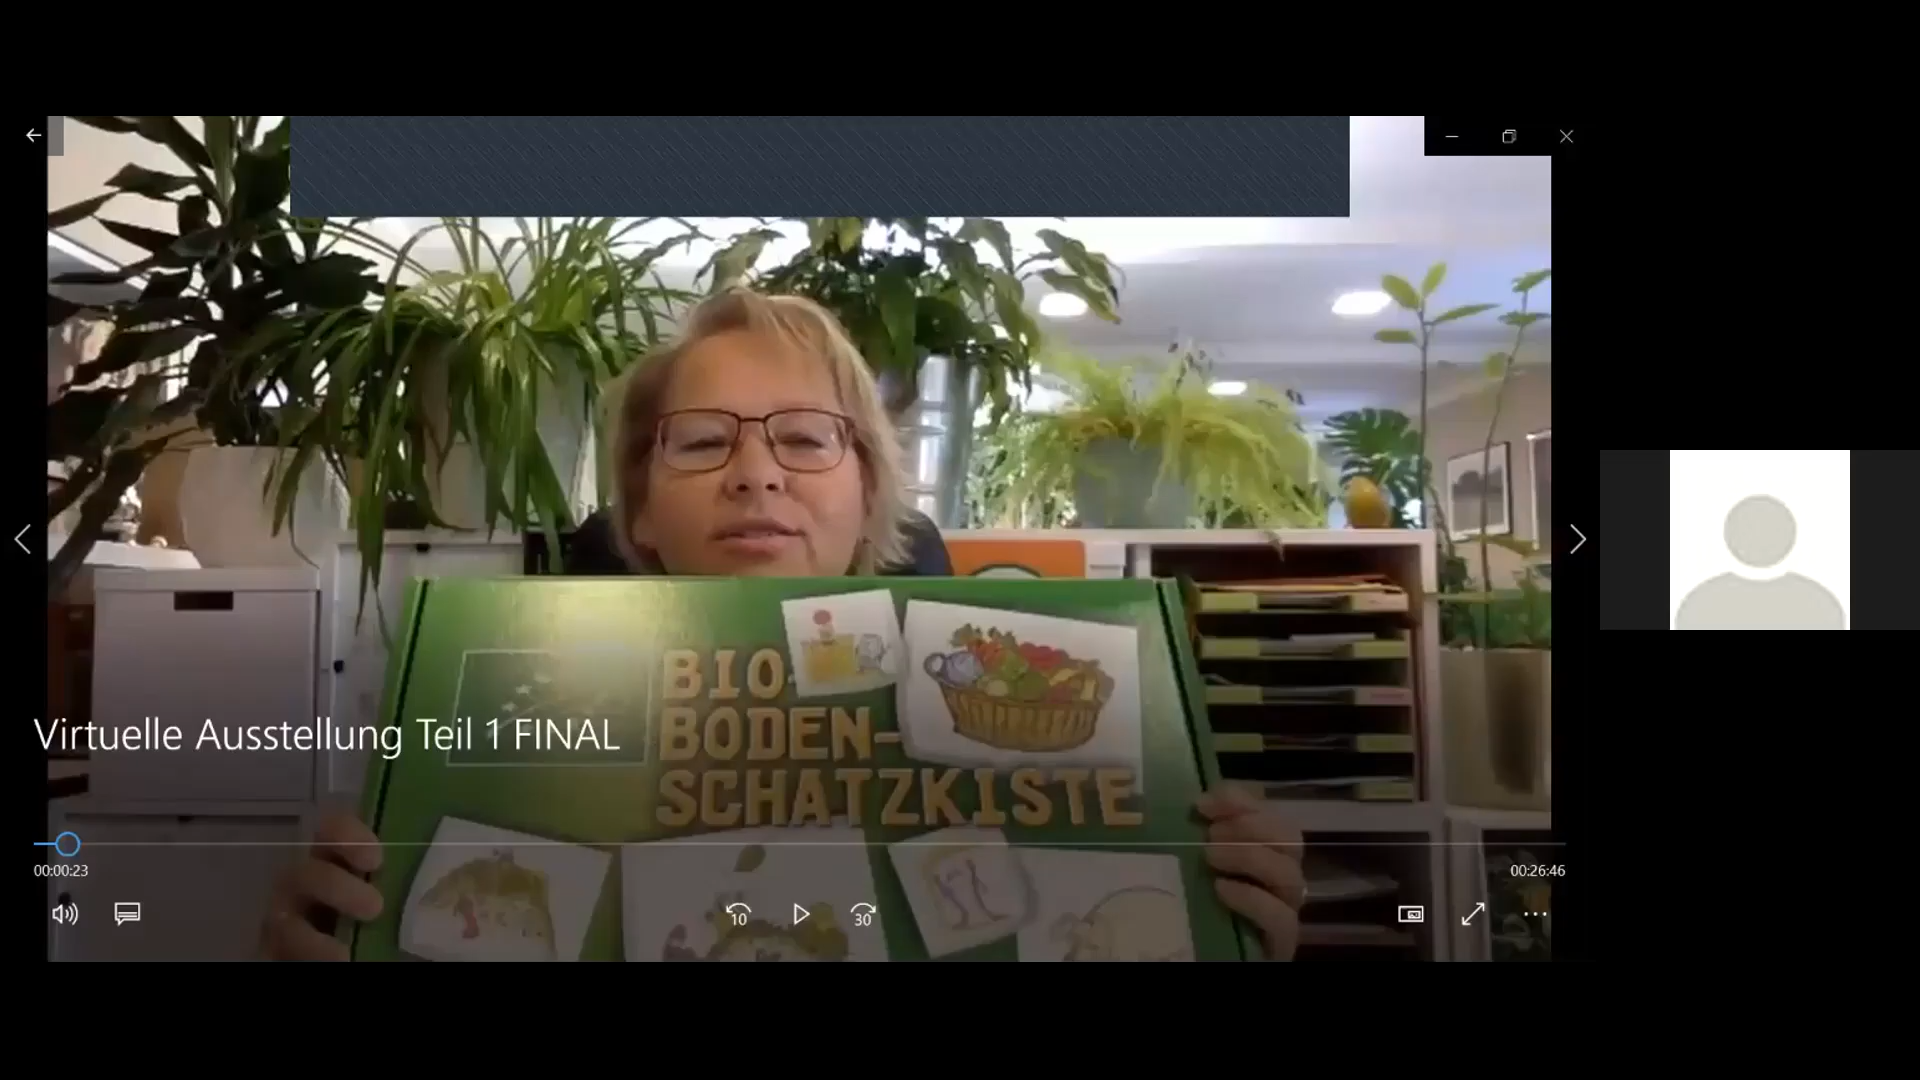 BIO-
BODEN-
SCHATZKISTE
Virtuelle Ausstellung Teil 1 FINAL
00:00:23
00:26:46
10
30